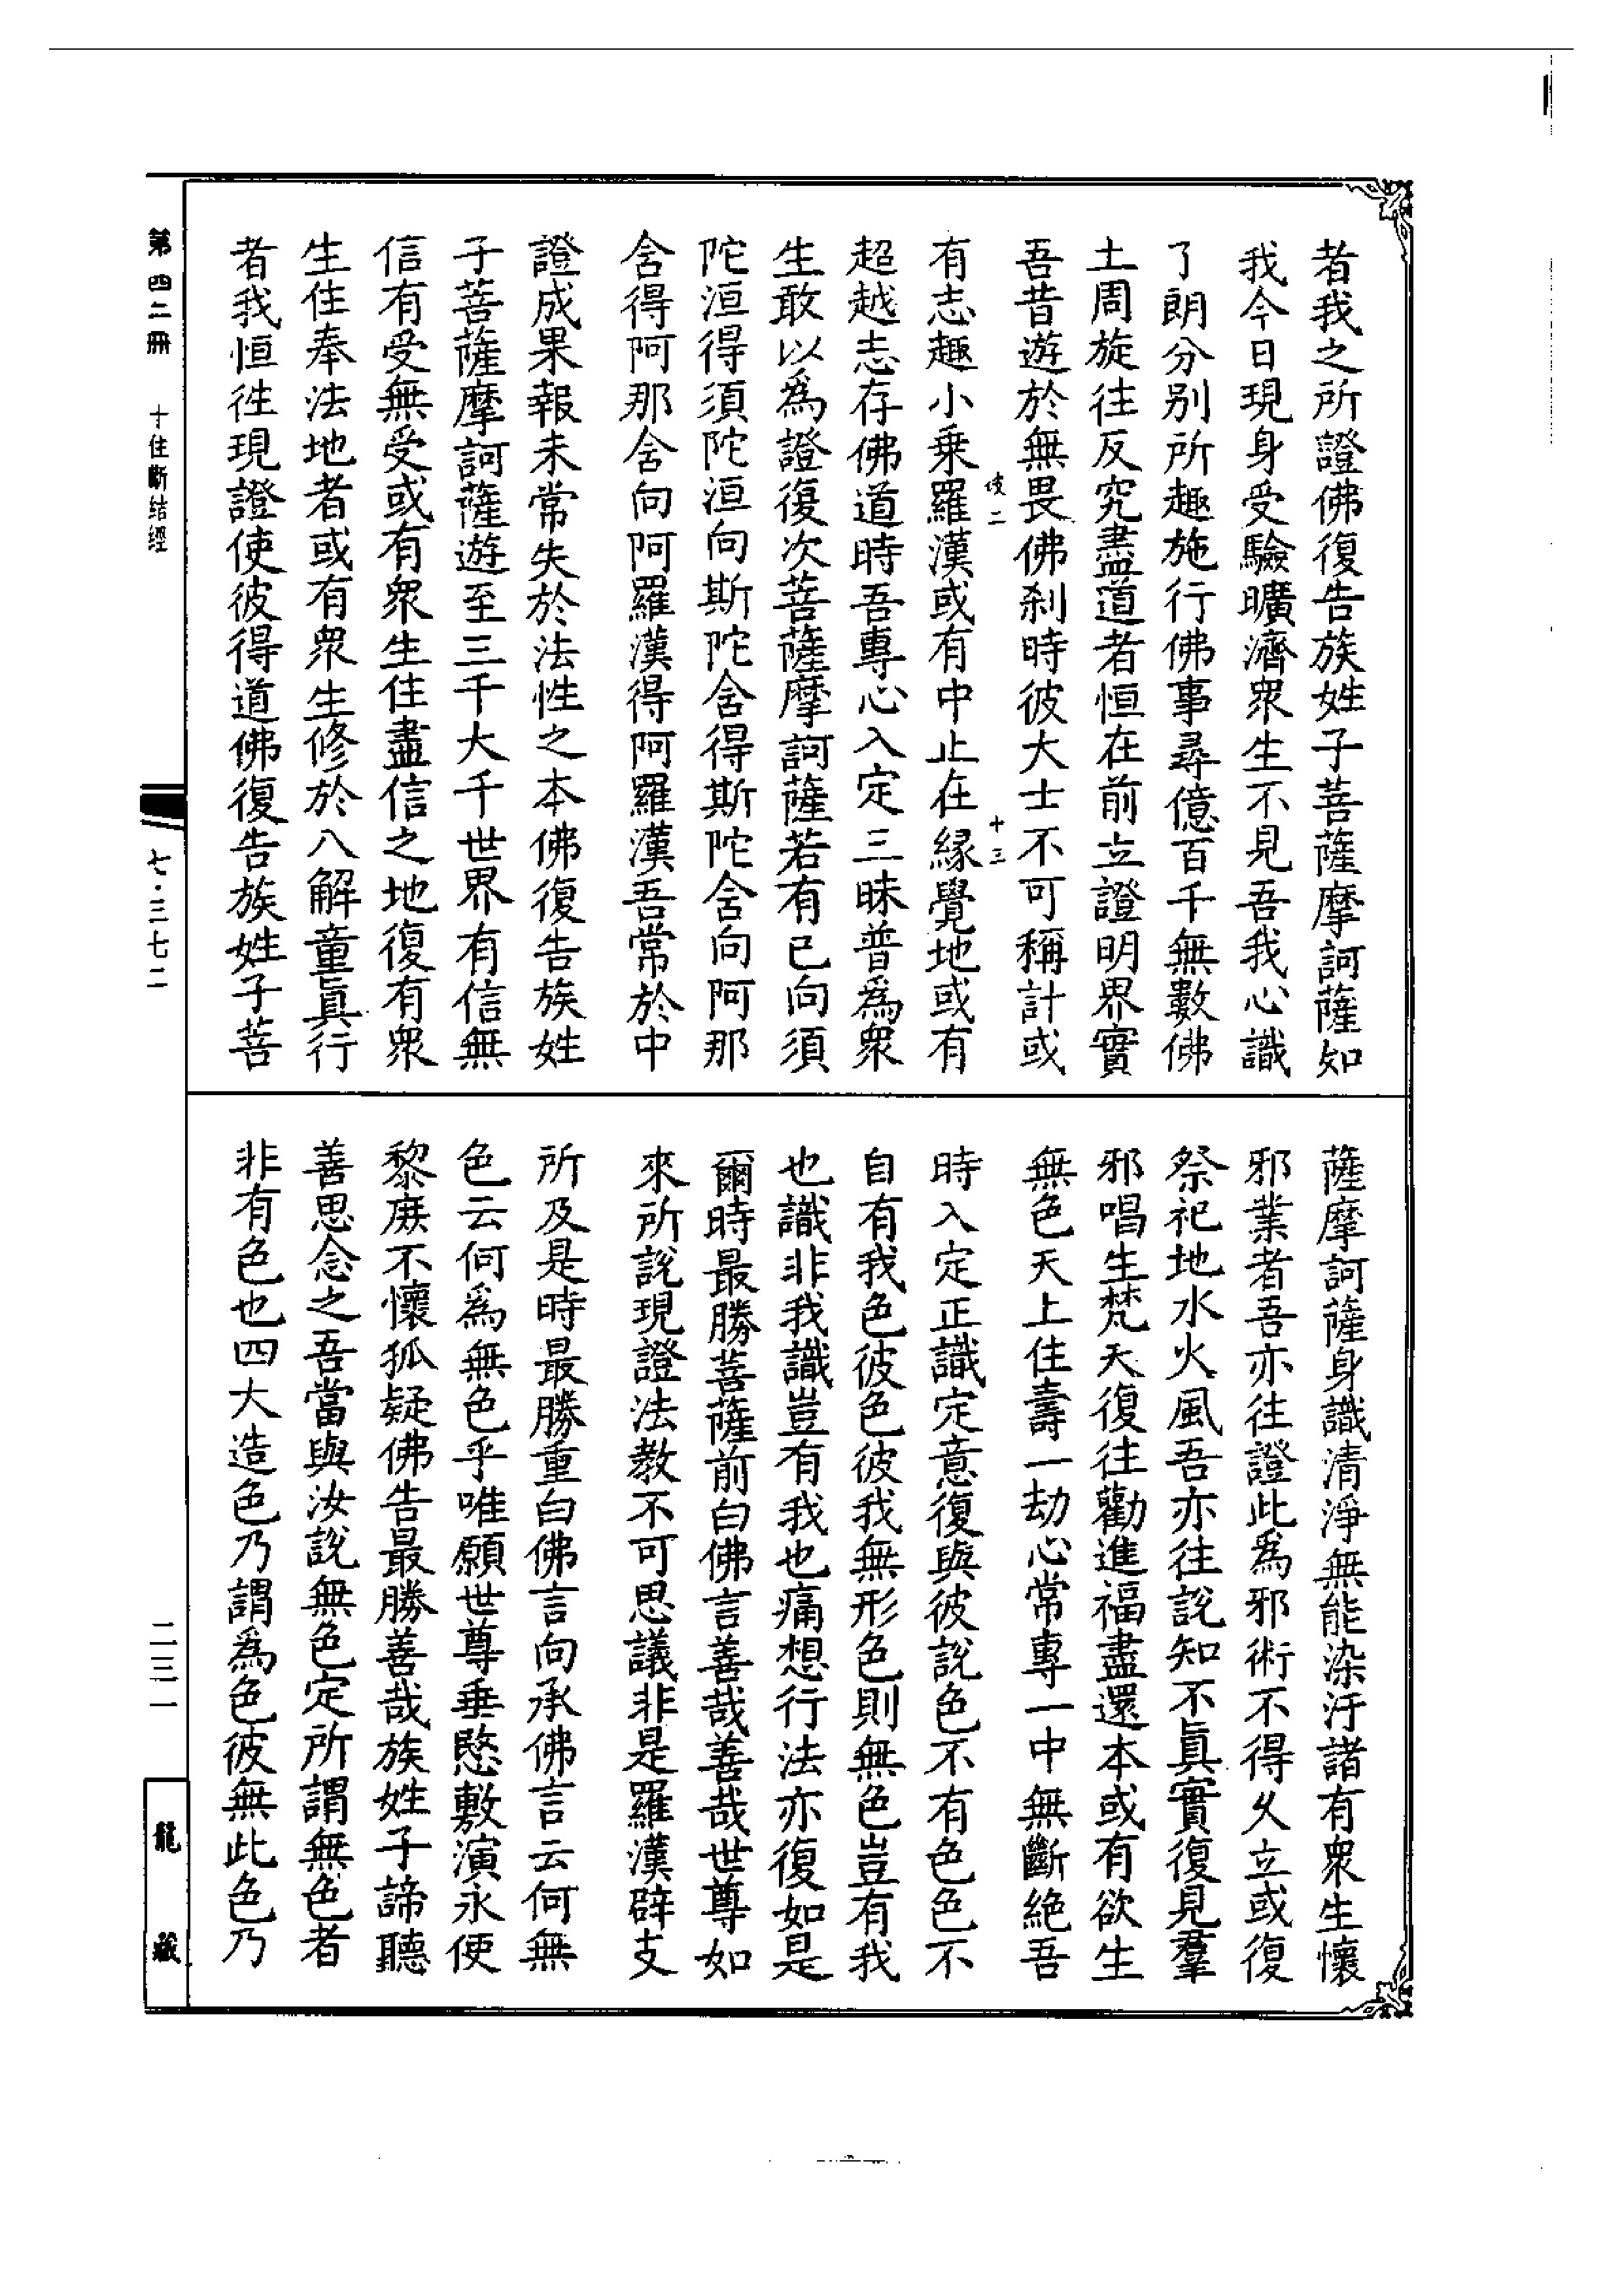 者我之所證佛復告族姓子菩薩摩訶薩知
我今日現身受驗曠濟衆生不見吾我心識
了朗分別所趣施行佛事尋億百千無數佛
土周旋往反究盡道者恒在前立證明界實
吾昔遊於無畏佛剎時彼大士不可稱計或
有志趣小乗羅漢或有中止在緣覺地或有
超越志存佛道時吾專心入定三昧普爲衆
生敢以爲證復次菩薩摩訶薩若有已向須
陀洹得須陀洹向斯陀舍得斯陀舍向阿那
舍得阿那舍向阿羅漢得阿羅漢吾常於中
證成果報未常失於法性之本佛復告族姓
子菩薩摩訶薩遊至三千大千世界有信無
信有受無受或有衆生住盡信之地復有衆
生住奉法地者或有衆生修於八解童眞行
者我恒徃現證使彼得道佛復告族姓子菩
薩摩訶薩身識清淨無能染汙諸有衆生懷
邪業者吾亦往證此爲邪術不得久立或復
祭祀地水火風吾亦往說知不眞實復見羣
邪唱生梵天復往勸進福盡還本或有欲生
無色天上住壽一劫心常專一中無斷絕吾
時入定正識定意復與彼說色不有色色不
自有我色彼色彼我無形色則無色豈有我
也識非我識豈有我也痛想行法亦復如是
爾時最勝菩薩前白佛言善哉善哉世尊如
來所說現證法教不可思議非是羅漢辟支
所及是時最勝重白佛言向承佛言云何無
色云何爲無色乎唯願世尊垂愍敷演永使
黎庻不懷狐疑佛告最勝善哉族姓子諦聽
善思念之吾當與汝說無色定所謂無色者
非有色也四大造色乃謂爲色彼無此色乃
第四二冊
十住斷結經
七·三七二
二三一
龍藏
十三